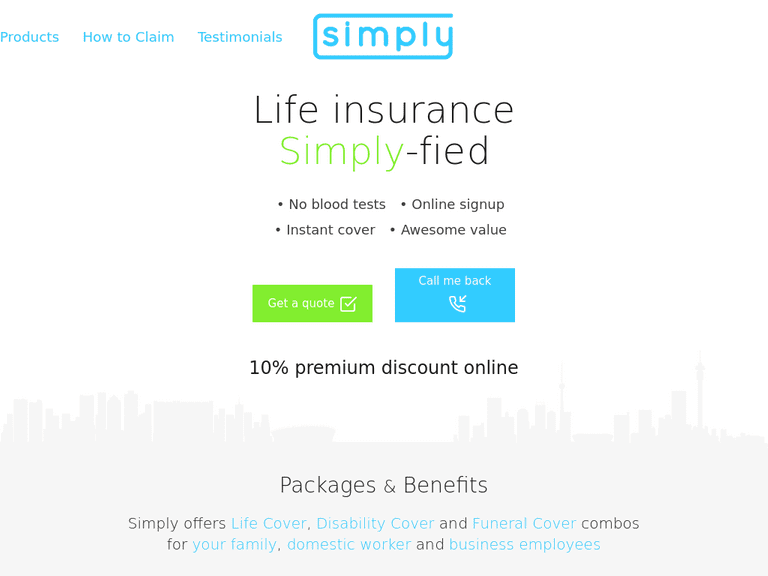 Products How to Claim Testimonials simply
Life insurance
Simply-fied
• No blood tests • Online signup
• Instant cover • Awesome value
Call me back
Get a quote
10% premium discount online
Packages & Benefits
Simply offers Life Cover, Disability Cover and Funeral Cover combos
for your family, domestic worker and business employees